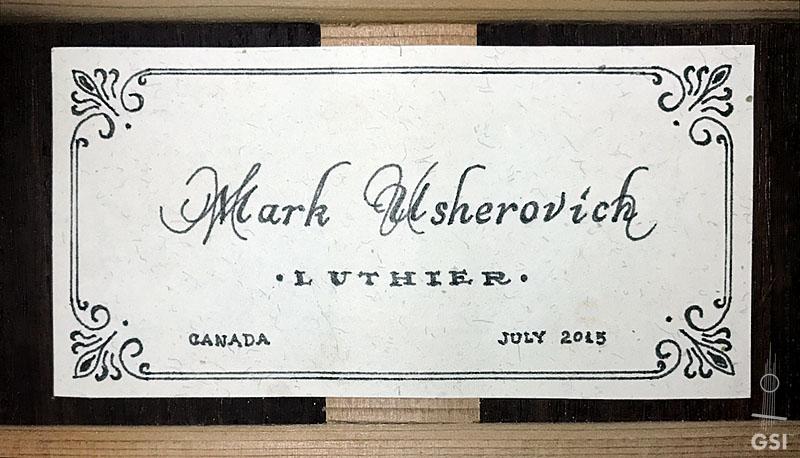 Mark Usherovich
·LUTHIER·
CANADA JULY 2015
GSI